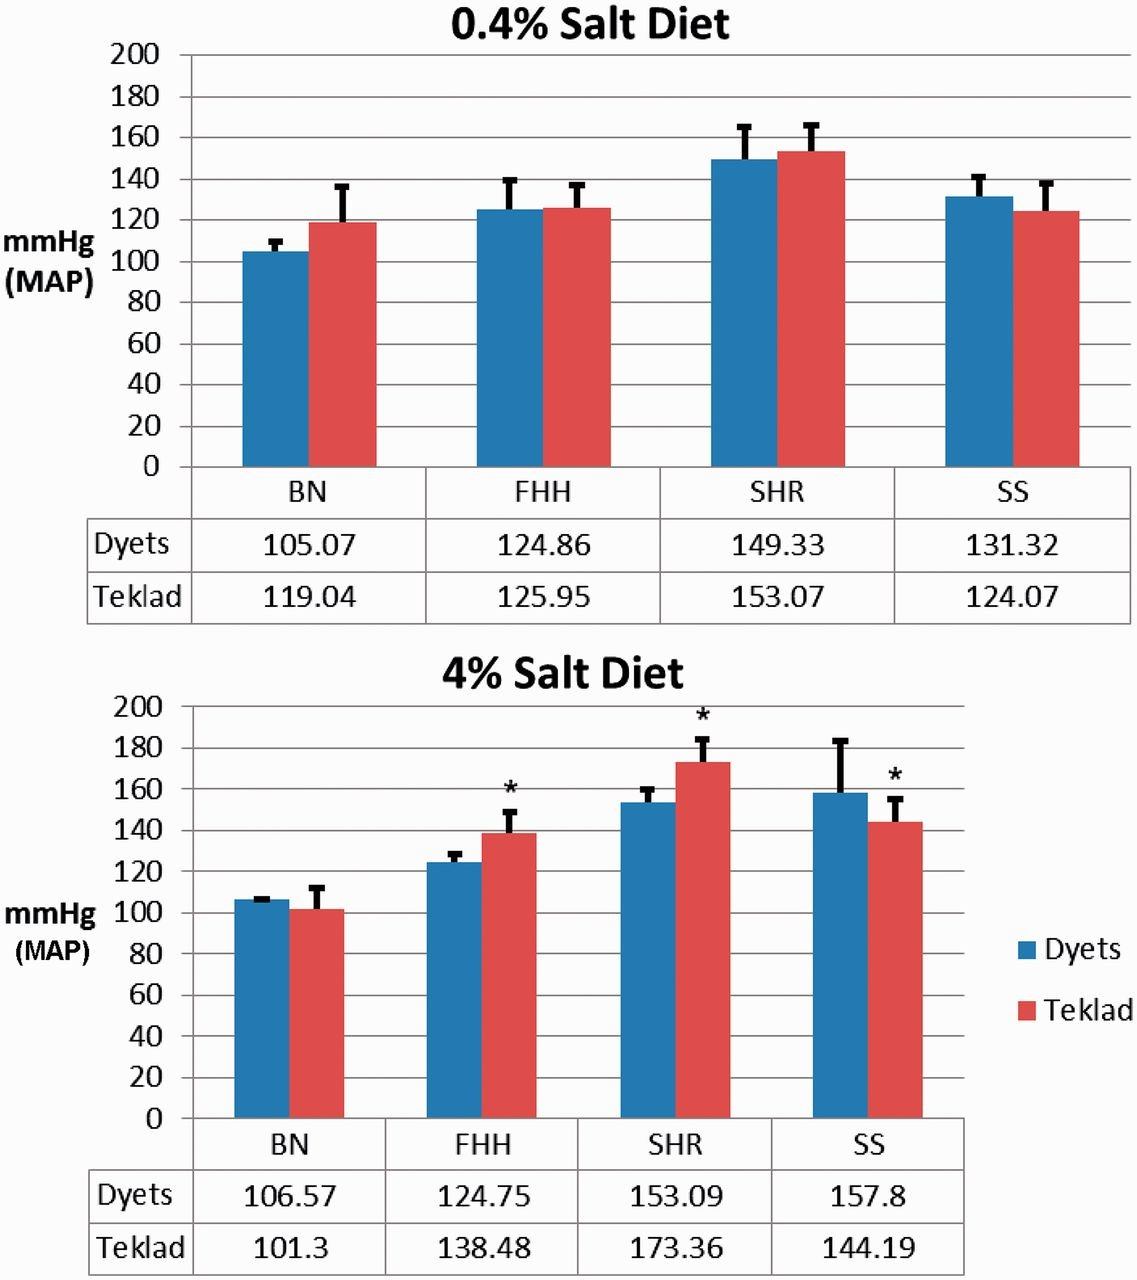 0.4% Salt Diet
200
180
160
140
120
mmHg
(MAP)
100
80
60
40
20
0
BN FHH SHR SS
Dyets 105.07 124.86 149.33 131.32
Teklad 119.04 125.95 153.07 124.07
4% Salt Diet
200
*
180
*
160
*
140
120
mmHg
(MAP)
100
80
60
40
20
0
Dyets
Teklad
BN FHH SHR SS
Dyets 106.57 124.75 153.09 157.8
Teklad 101.3 138.48 173.36 144.19